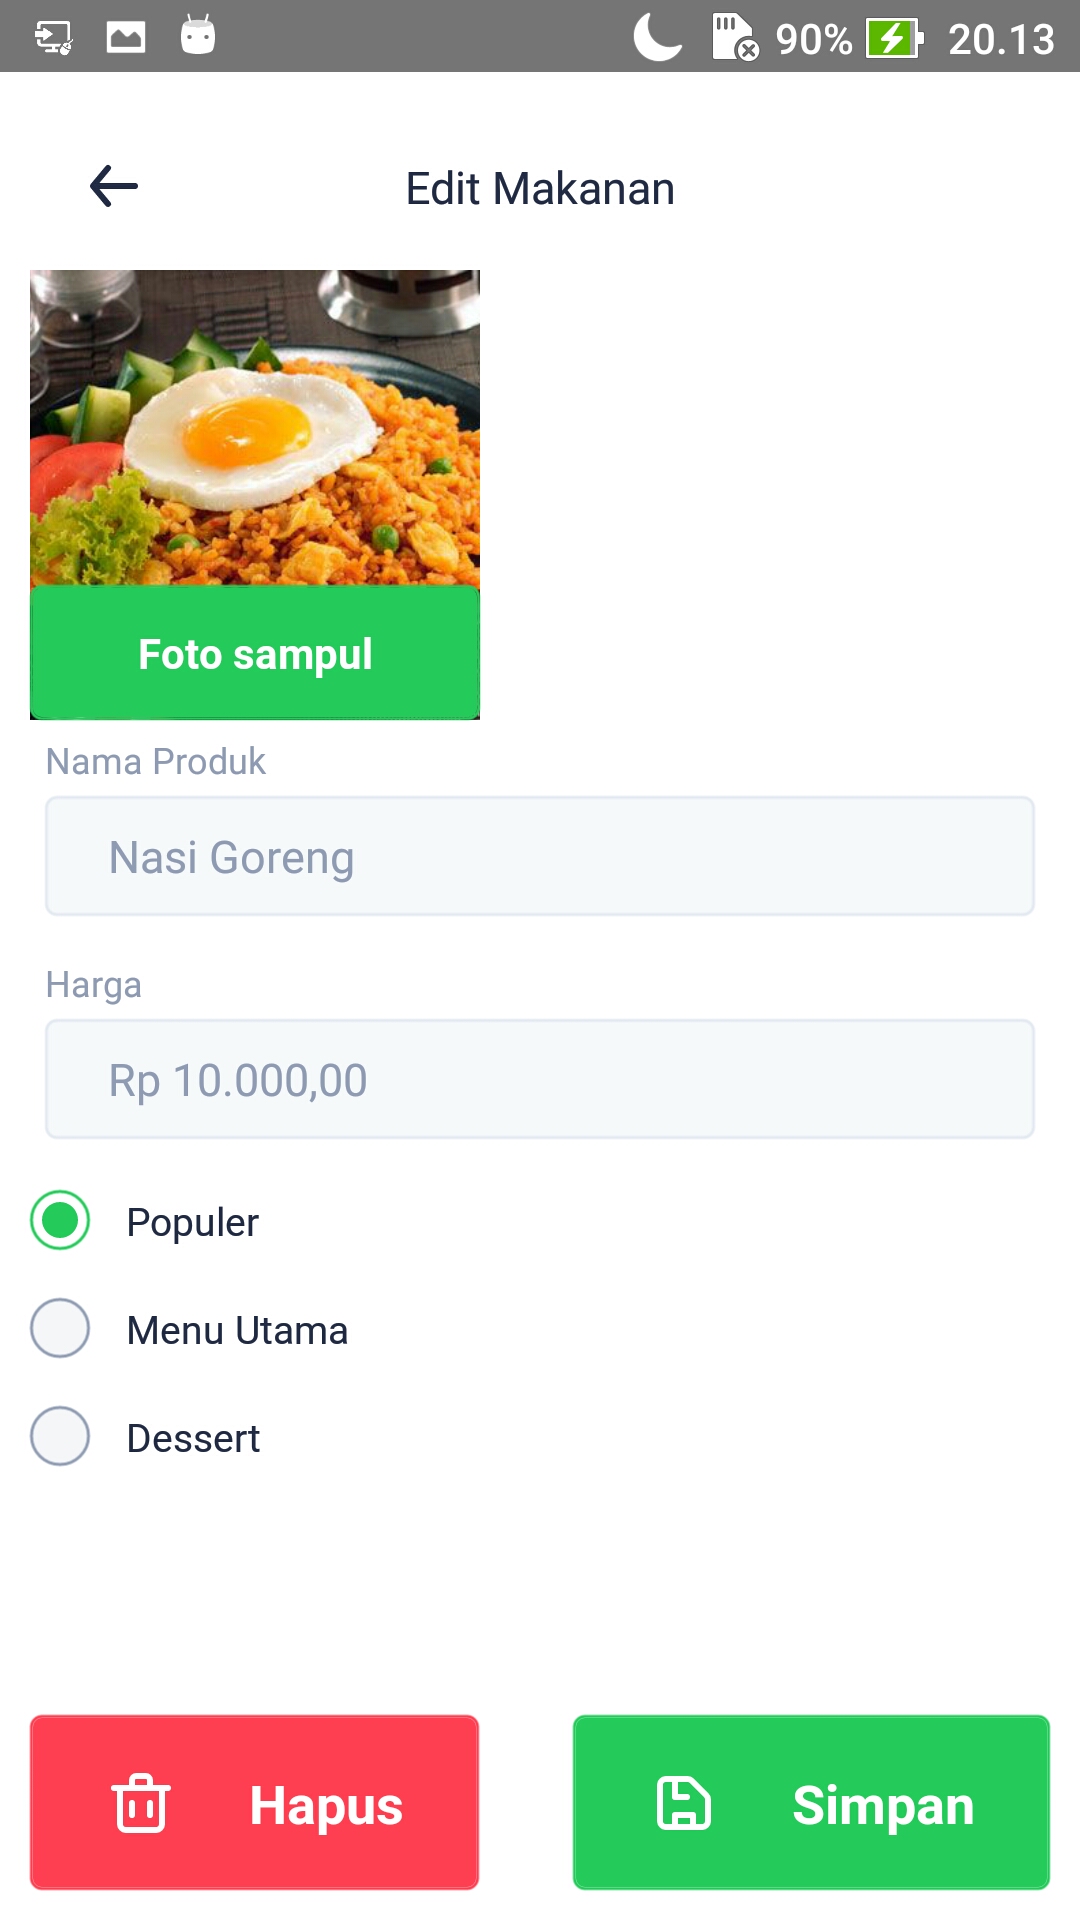 90% 20.13
Edit Makanan
Foto sampul
Nama Produk
Nasi Goreng
Harga
Rp 10.000,00
Populer
Menu Utama
Dessert
Hapus
Simpan